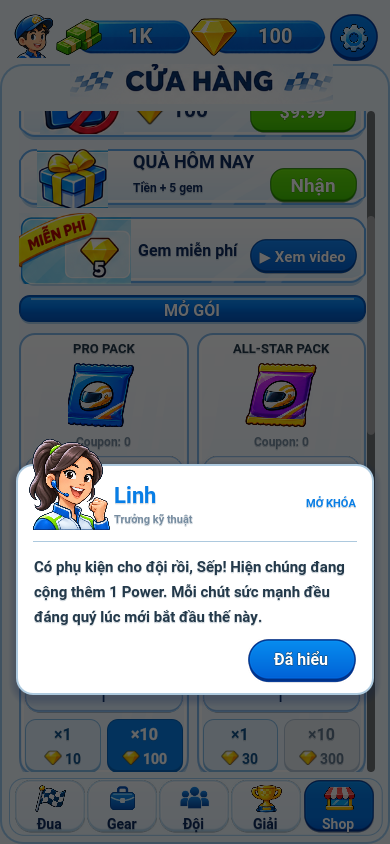 1K
100
CỬA HÀNG
100
$9.99
QUÀ HÔM NAY
Tiền + 5 gem
Nhận
MIỄN PHÍ
5
Gem miễn phí
▶ Xem video
MỞ GÓI
PRO PACK
ALL-STAR PACK
Coupon: 0
Coupon: 0
Linh
MỞ KHÓA
Trưởng kỹ thuật
Có phụ kiện cho đội rồi, Sếp! Hiện chúng đang
cộng thêm 1 Power. Mỗi chút sức mạnh đều
đáng quý lúc mới bắt đầu thế này.
Đã hiểu
×1
10
×10
100
×1
30
×10
300
Đua
Gear
Đội
Giải
Shop